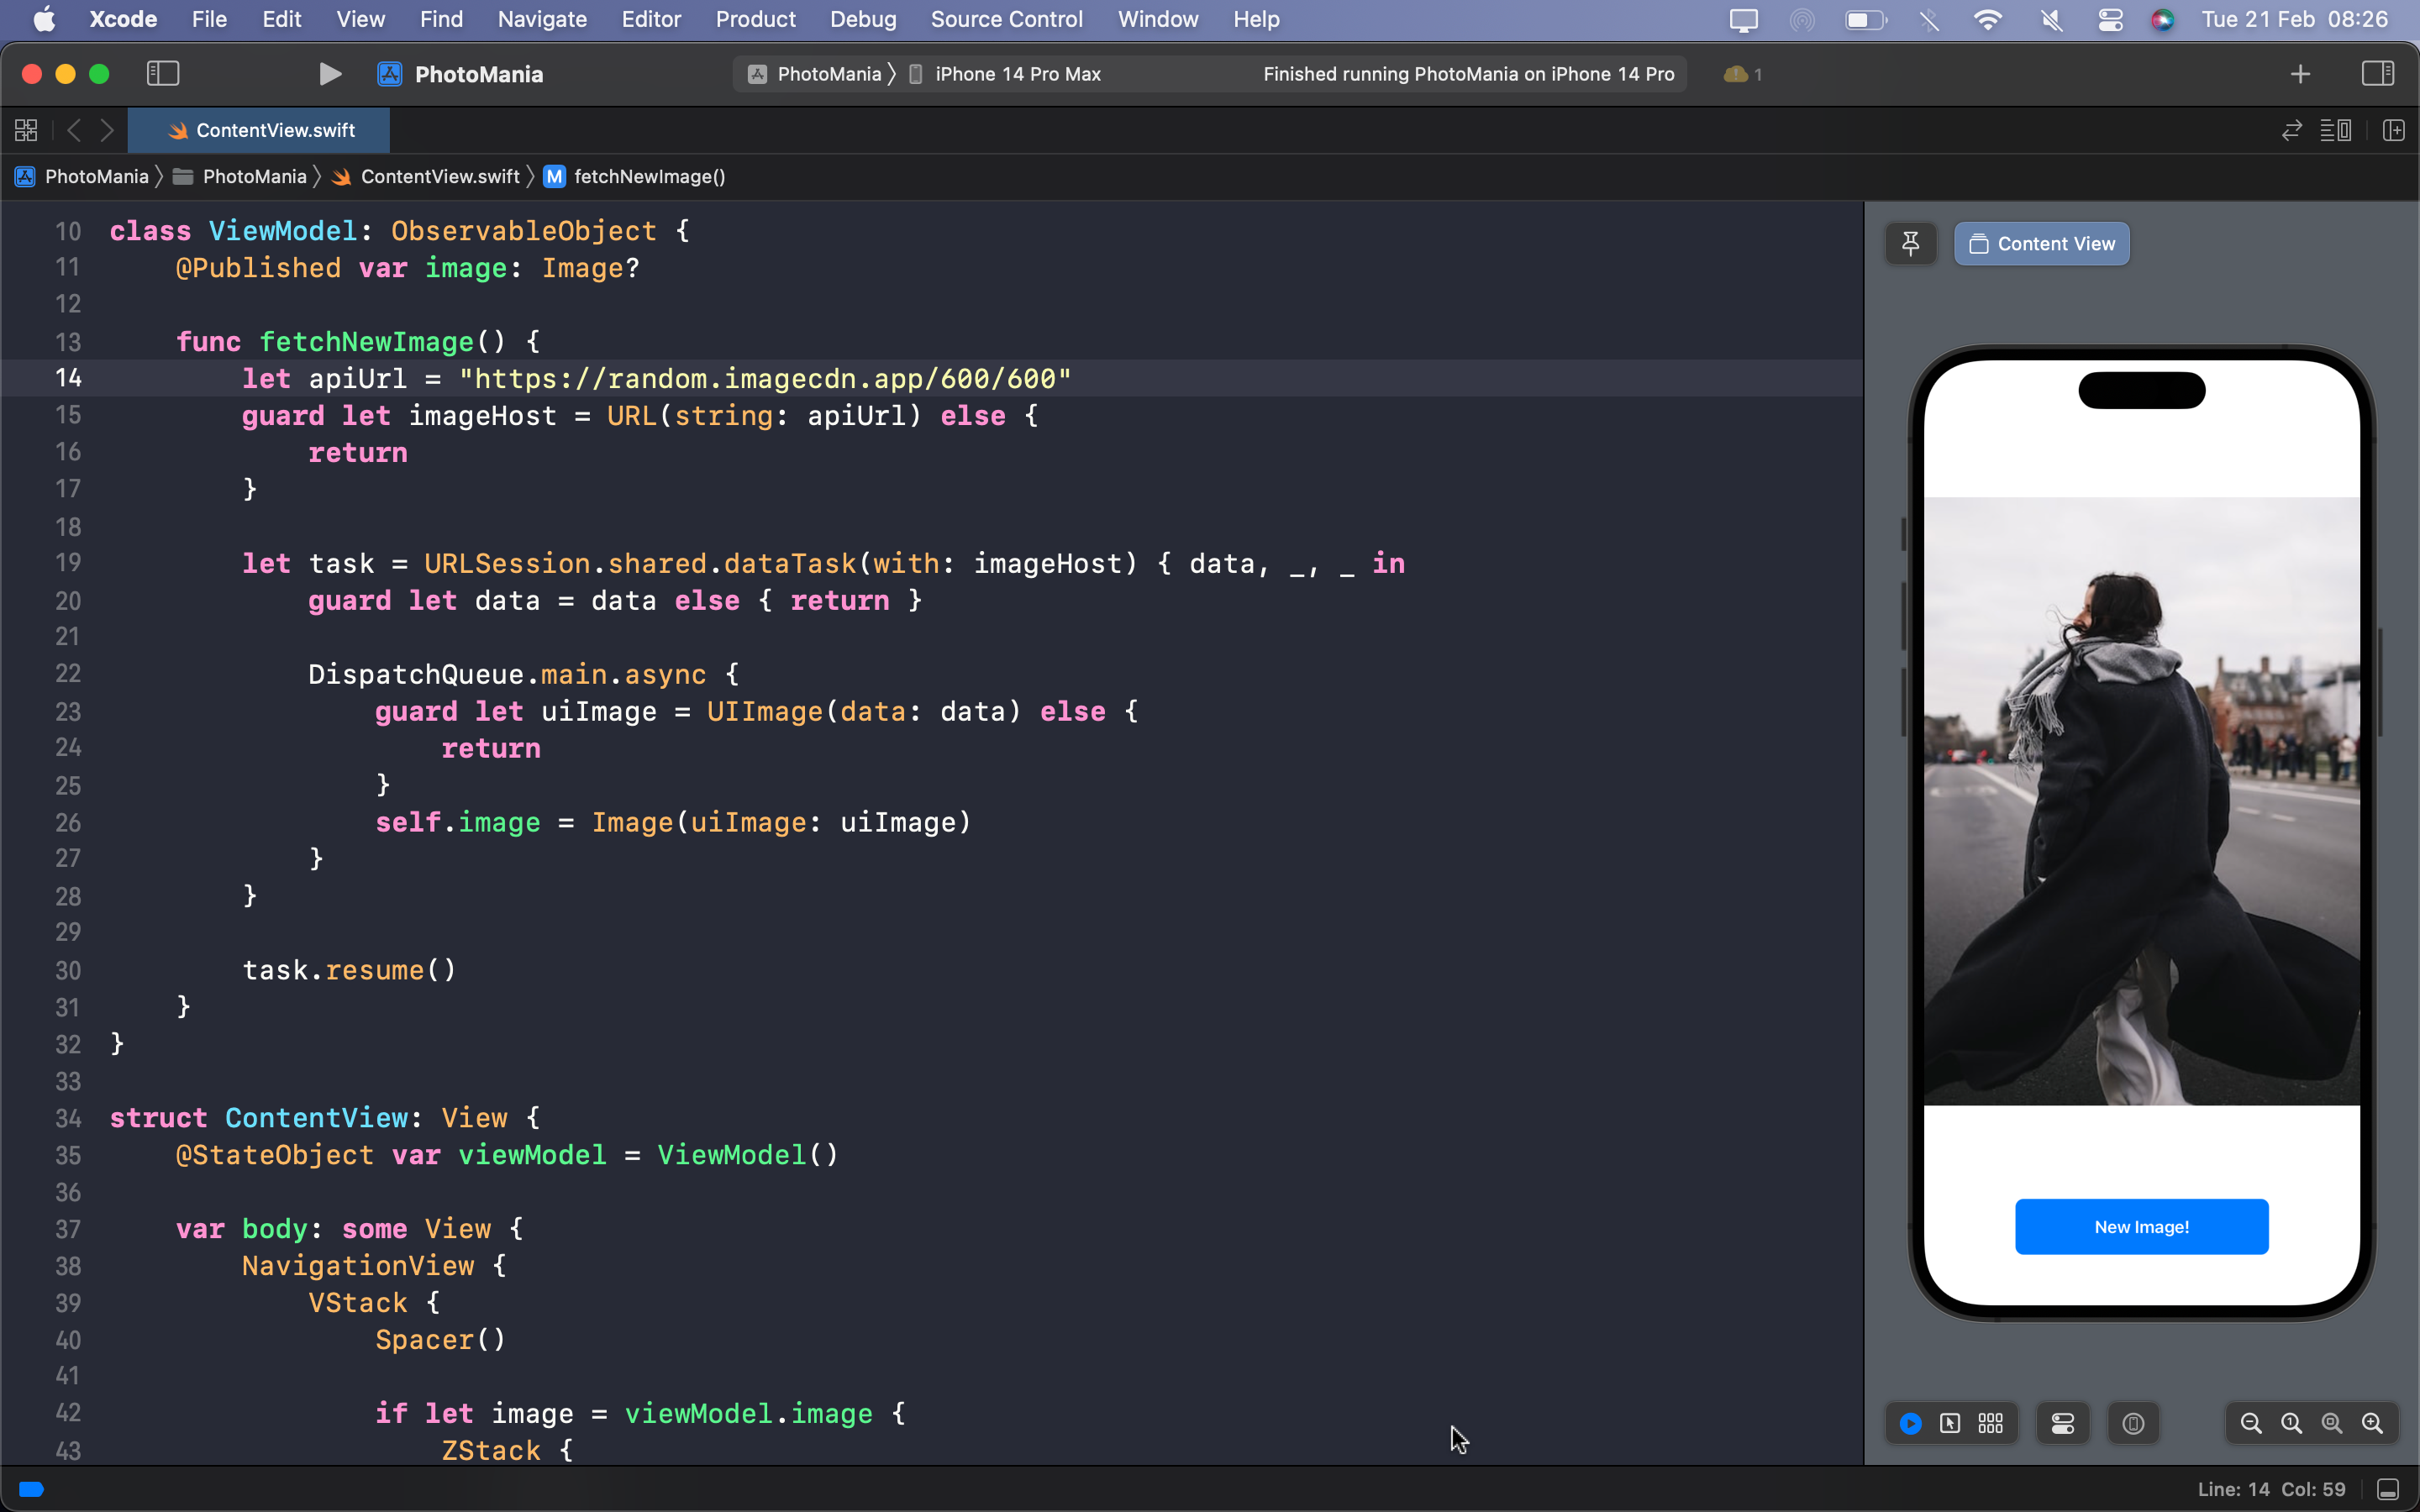 Xcode File Edit View Find Navigate Editor Product Debug Source Control Window Help Tue 21 Feb 08:26
PhotoMania PhotoMania iPhone 14 Pro Max Finished running PhotoMania on iPhone 14 Pro 1
ContentView.swift
PhotoMania PhotoMania ContentView.swift M fetchNewImage()
10 class ViewModel: ObservableObject {
11 @Published var image: Image?
12
13 func fetchNewImage() {
14 let apiUrl = "https://random.imagecdn.app/600/600"
15 guard let imageHost = URL(string: apiUrl) else {
16 return
17 }
18
19 let task = URLSession.shared.dataTask(with: imageHost) { data, _, _ in
20 guard let data = data else { return }
21
22 DispatchQueue.main.async {
23 guard let uiImage = UIImage(data: data) else {
24 return
25 }
26 self.image = Image(uiImage: uiImage)
27 }
28 }
29
30 task.resume()
31 }
32 }
33
34 struct ContentView: View {
35 @StateObject var viewModel = ViewModel()
36
37 var body: some View {
38 NavigationView {
39 VStack {
40 Spacer()
41
42 if let image = viewModel.image {
43 ZStack {
Content View
New Image!
Line: 14 Col: 59